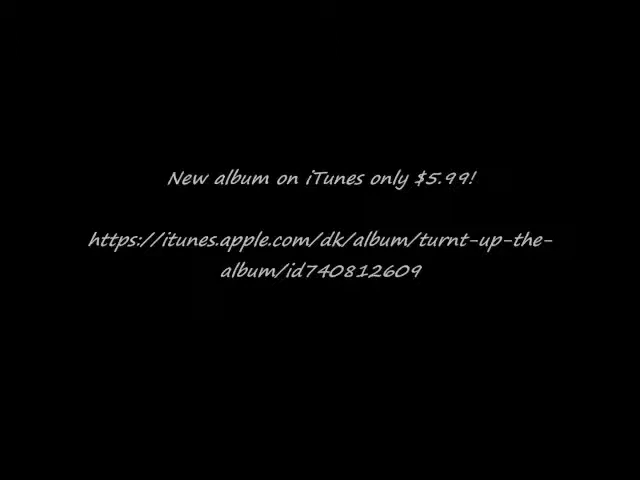 New album on iTunes only $5.99!
https://itunes.apple.com/dk/album/turnt-up-the-
album/id740812609